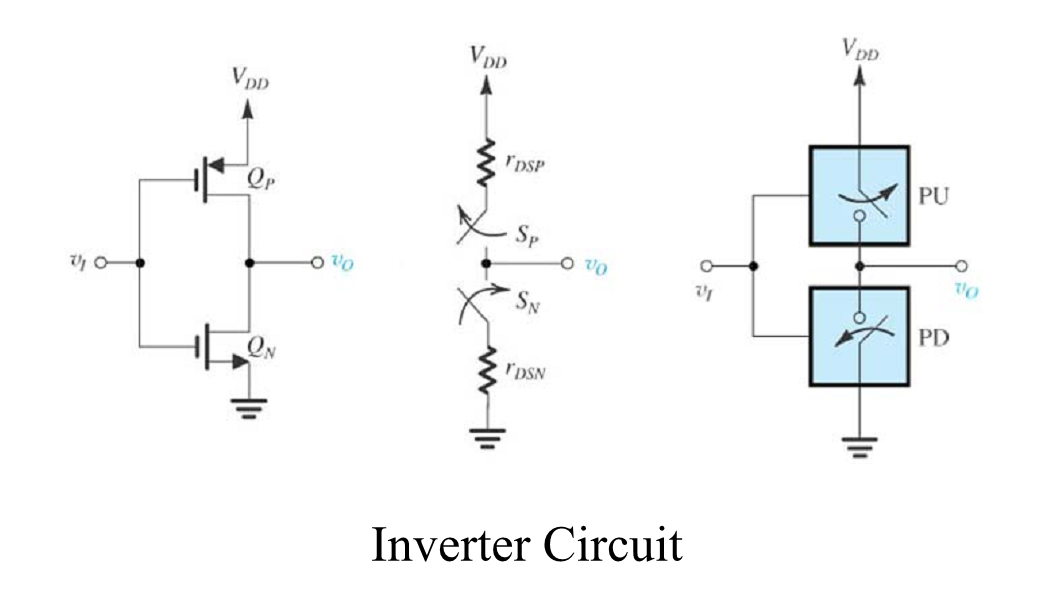 V_DD
Q_P
v_I
v_O
Q_N
V_DD
r_DSP
S_P
v_O
S_N
r_DSN
V_DD
PU
v_I
v_O
PD
Inverter Circuit